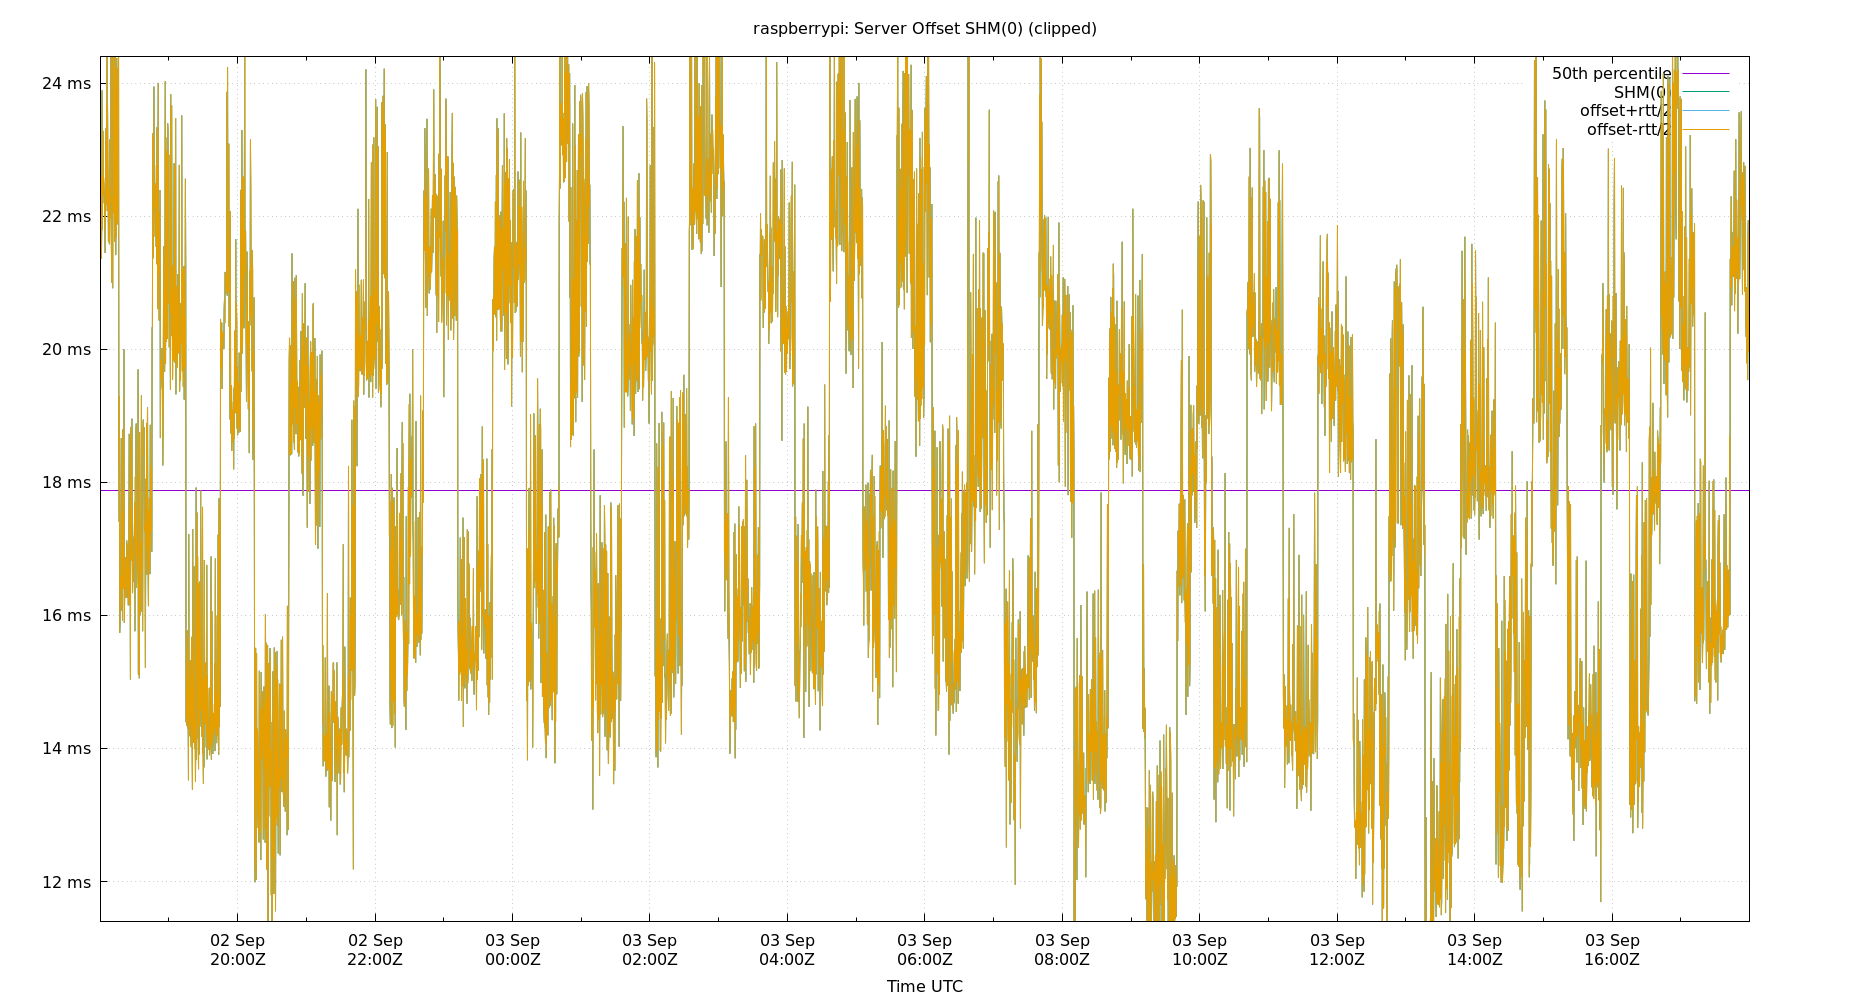 raspberrypi: Server Offset SHM(0) (clipped)
24 ms
22 ms
20 ms
18 ms
16 ms
14 ms
12 ms
50th percentile
SHM(0)
offset+rtt/2
offset-rtt/2
02 Sep 02 Sep 03 Sep 03 Sep 03 Sep 03 Sep 03 Sep 03 Sep 03 Sep 03 Sep 03 Sep
20:00Z 22:00Z 00:00Z 02:00Z 04:00Z 06:00Z 08:00Z 10:00Z 12:00Z 14:00Z 16:00Z
Time UTC